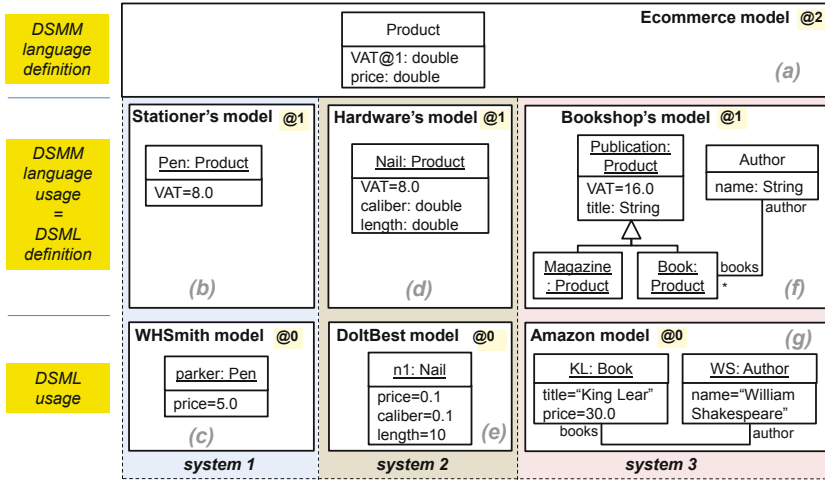 DSMM
language
definition
Ecommerce model @2
Product
VAT@1: double
price: double
(a)
DSMM
language
usage
=
DSML
definition
Stationer's model @1
Pen: Product
VAT=8.0
(b)
Hardware's model @1
Nail: Product
VAT=8.0
caliber: double
length: double
(d)
Bookshop's model @1
Publication:
Product
VAT=16.0
title: String
Author
name: String
author
Magazine
: Product
Book:
Product
books
*
(f)
DSML
usage
WHSmith model @0
parker: Pen
price=5.0
(c)
DoItBest model @0
n1: Nail
price=0.1
caliber=0.1
length=10
(e)
Amazon model @0
(g)
KL: Book
title="King Lear"
price=30.0
WS: Author
name="William
Shakespeare"
books
author
system 1
system 2
system 3